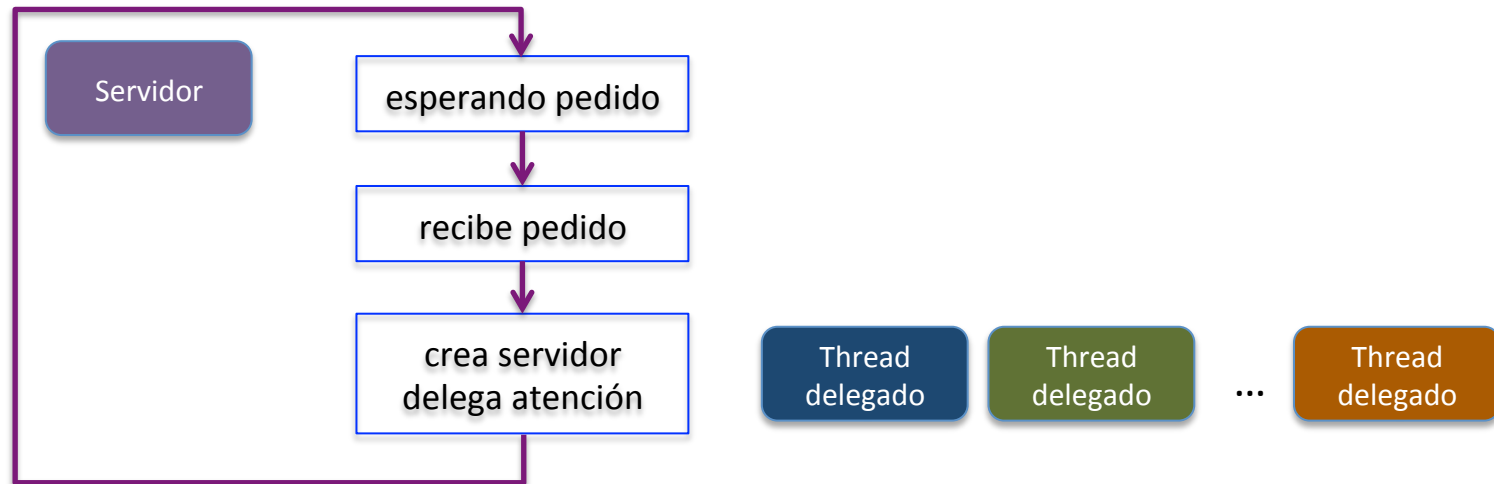 Servidor
esperando pedido
recibe pedido
crea servidor
delega atención
Thread
delegado
Thread
delegado
...
Thread
delegado